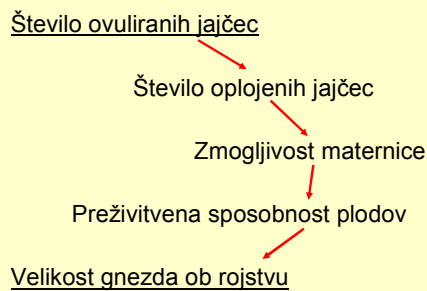 Število ovuliranih jajčec
Število oplojenih jajčec
Zmogljivost maternice
Preživitvena sposobnost plodov
Velikost gnezda ob rojstvu